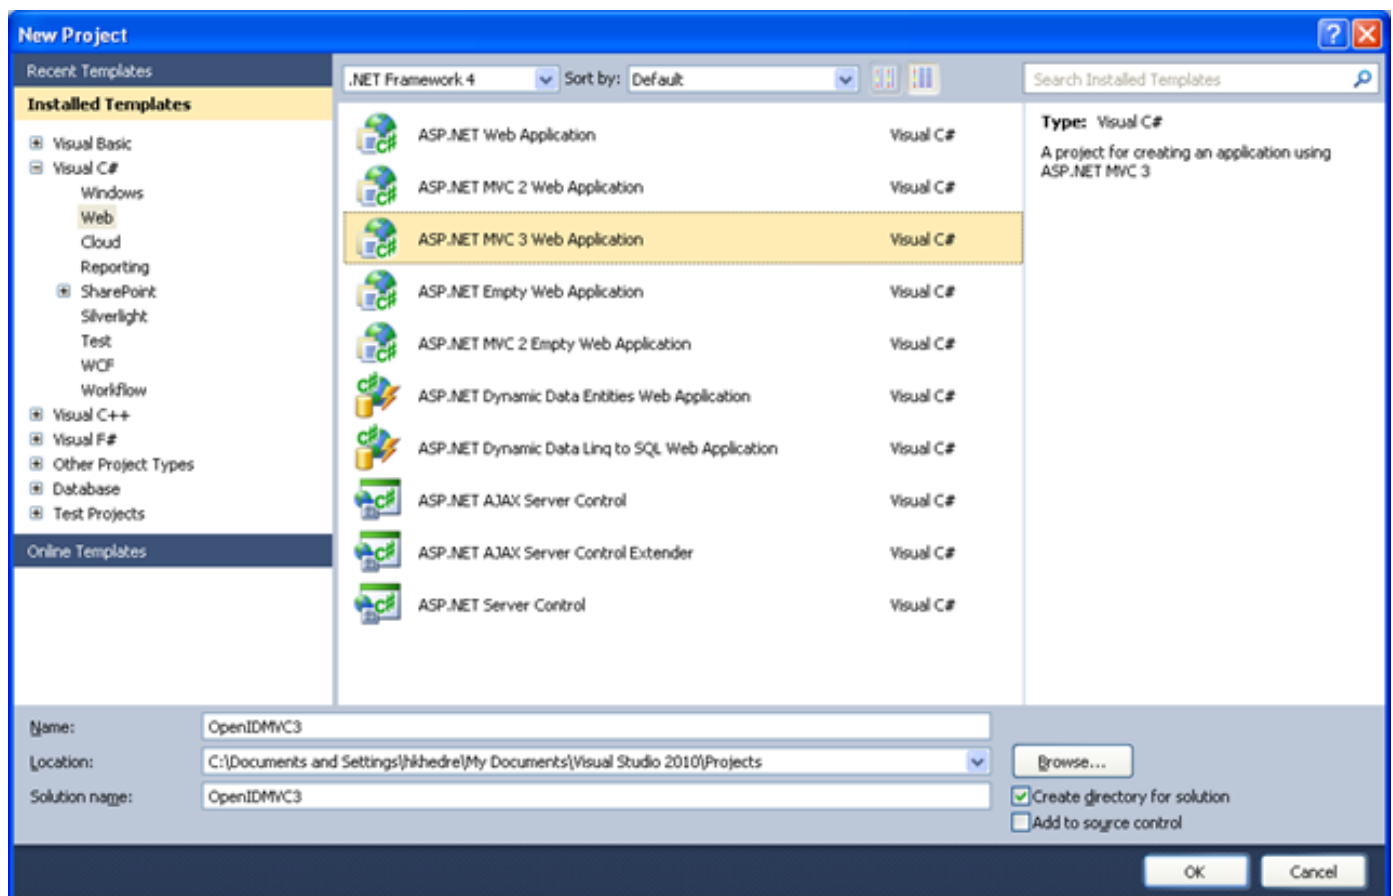 New Project
Recent Templates
.NET Framework 4 Sort by: Default
Search Installed Templates
Installed Templates
Visual Basic
Visual C#
Windows
Web
Cloud
Reporting
SharePoint
Silverlight
Test
WCF
Workflow
Visual C++
Visual F#
Other Project Types
Database
Test Projects
Online Templates
ASP.NET Web Application Visual C#
ASP.NET MVC 2 Web Application Visual C#
ASP.NET MVC 3 Web Application Visual C#
ASP.NET Empty Web Application Visual C#
ASP.NET MVC 2 Empty Web Application Visual C#
ASP.NET Dynamic Data Entities Web Application Visual C#
ASP.NET Dynamic Data Linq to SQL Web Application Visual C#
ASP.NET AJAX Server Control Visual C#
ASP.NET AJAX Server Control Extender Visual C#
ASP.NET Server Control Visual C#
Type: Visual C#
A project for creating an application using
ASP.NET MVC 3
Name: OpenIDMVC3
Location: C:\Documents and Settings\hkhedre\My Documents\Visual Studio 2010\Projects Browse...
Solution name: OpenIDMVC3
Create directory for solution
Add to source control
OK Cancel